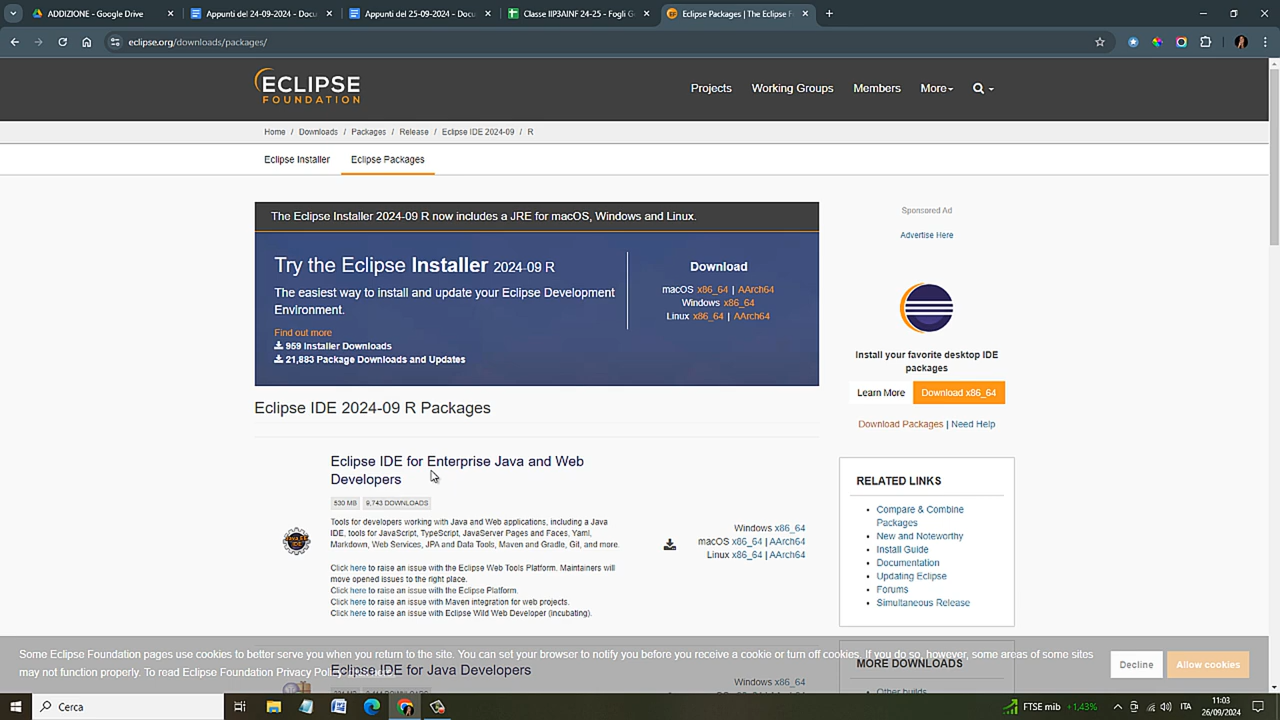 ADDIZIONE - Google Drive
Appunti del 24-09-2024 - Docu
Appunti del 25-09-2024 - Docu
Classe IIP3AINF 24-25 - Fogli G
Eclipse Packages | The Eclipse F
eclipse.org/downloads/packages/
ECLIPSE
FOUNDATION
Projects Working Groups Members More
Home / Downloads / Packages / Release / Eclipse IDE 2024-09 / R
Eclipse Installer Eclipse Packages
The Eclipse Installer 2024-09 R now includes a JRE for macOS, Windows and Linux.
Try the Eclipse Installer 2024-09 R
The easiest way to install and update your Eclipse Development
Environment.
Find out more
959 Installer Downloads
21,883 Package Downloads and Updates
Download
macOS x86_64 | AArch64
Windows x86_64
Linux x86_64 | AArch64
Sponsored Ad
Advertise Here
Install your favorite desktop IDE
packages
Learn More Download x86_64
Download Packages | Need Help
Eclipse IDE 2024-09 R Packages
Eclipse IDE for Enterprise Java and Web
Developers
530 MB 9,743 DOWNLOADS
Tools for developers working with Java and Web applications, including a Java
IDE, tools for JavaScript, TypeScript, JavaServer Pages and Faces, Yaml,
Markdown, Web Services, JPA and Data Tools, Maven and Gradle, Git, and more.
Click here to raise an issue with the Eclipse Web Tools Platform. Maintainers will
move opened issues to the right place.
Click here to raise an issue with the Eclipse Platform.
Click here to raise an issue with Maven integration for web projects.
Click here to raise an issue with Eclipse Wild Web Developer (incubating).
Windows x86_64
macOS x86_64 | AArch64
Linux x86_64 | AArch64
RELATED LINKS
Compare & Combine
Packages
New and Noteworthy
Install Guide
Documentation
Updating Eclipse
Forums
Simultaneous Release
Some Eclipse Foundation pages use cookies to better serve you when you return to the site. You can set your browser to notify you before you receive a cookie or turn off cookies. If you do so, however, some areas of some sites
may not function properly. To read Eclipse Foundation Privacy Policy
Decline Allow cookies
Eclipse IDE for Java Developers
Windows x86_64
MORE DOWNLOADS
Other builds
Cerca
FTSE mib +1,43%
ITA
11:03
26/09/2024